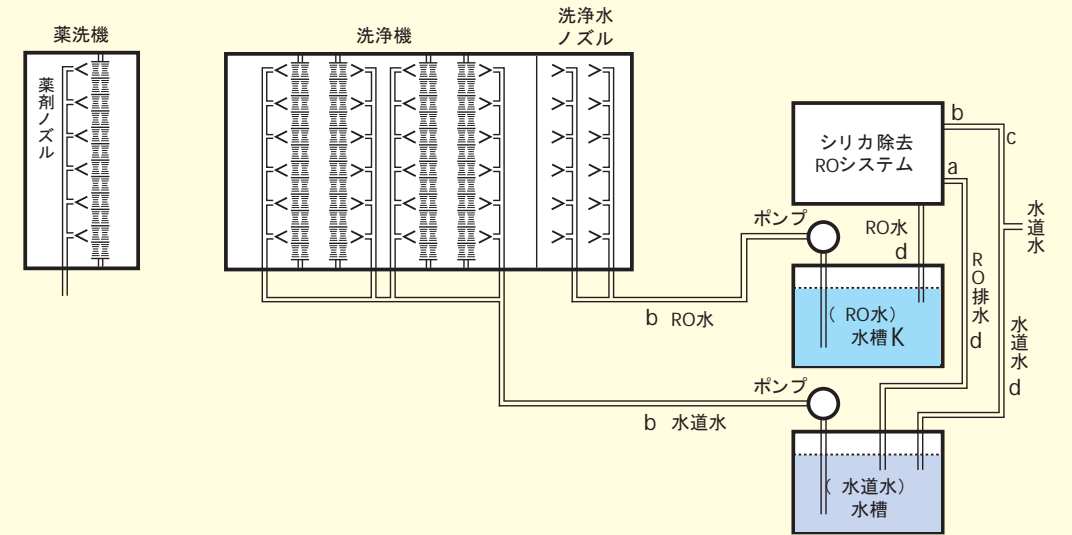 薬洗機
薬剤ノズル
洗浄機
洗浄水
ノズル
シリカ除去
ROシステム
b
c
a
水道水
ポンプ
RO水
d
RO排水
d
水道水
d
( RO水)
水槽K
b RO水
ポンプ
b 水道水
( 水道水)
水槽